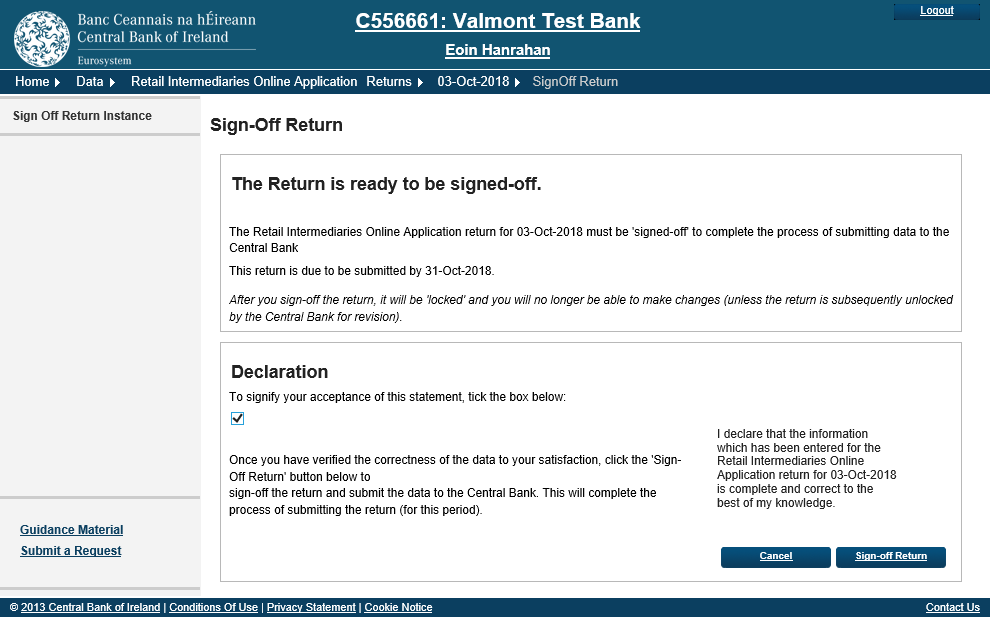 Banc Ceannais na hÉireann
Central Bank of Ireland
Eurosystem
C556661: Valmont Test Bank
Eoin Hanrahan
Logout
Home Data Retail Intermediaries Online Application Returns 03-Oct-2018 SignOff Return
Sign Off Return Instance
Sign-Off Return
The Return is ready to be signed-off.
The Retail Intermediaries Online Application return for 03-Oct-2018 must be 'signed-off' to complete the process of submitting data to the
Central Bank
This return is due to be submitted by 31-Oct-2018.
After you sign-off the return, it will be 'locked' and you will no longer be able to make changes (unless the return is subsequently unlocked
by the Central Bank for revision).
Declaration
To signify your acceptance of this statement, tick the box below:
Once you have verified the correctness of the data to your satisfaction, click the 'Sign-
Off Return' button below to
sign-off the return and submit the data to the Central Bank. This will complete the
process of submitting the return (for this period).
I declare that the information
which has been entered for the
Retail Intermediaries Online
Application return for 03-Oct-2018
is complete and correct to the
best of my knowledge.
Cancel
Sign-off Return
Guidance Material
Submit a Request
© 2013 Central Bank of Ireland | Conditions Of Use | Privacy Statement | Cookie Notice
Contact Us